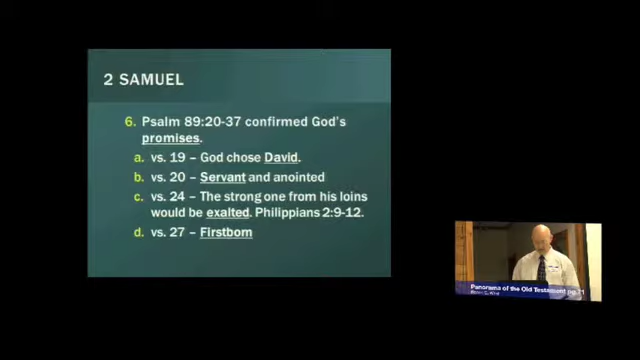 2 SAMUEL
6. Psalm 89:20-37 confirmed God's
promises.
a. vs. 19 – God chose David.
b. vs. 20 – Servant and anointed
c. vs. 24 – The strong one from his loins
would be exalted. Philippians 2:9-12.
d. vs. 27 – Firstborn
Panorama of the Old Testament pg.71